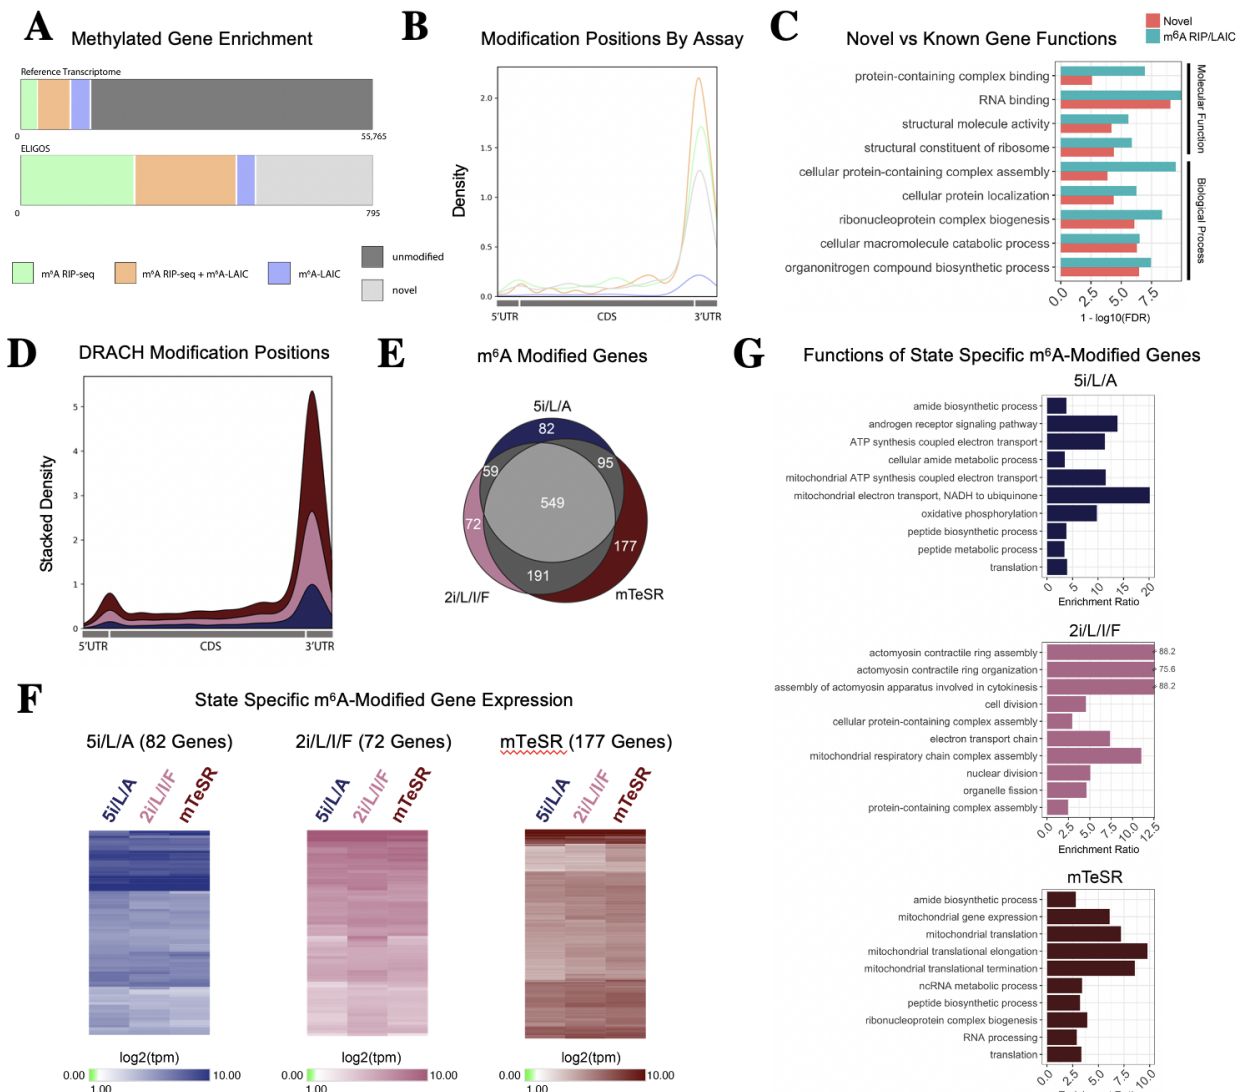 A
Methylated Gene Enrichment
Reference Transcriptome
0
55,765
ELIGOS
0
795
m⁶A RIP-seq
m⁶A RIP-seq + m⁶A-LAIC
m⁶A-LAIC
unmodified
novel
B
Modification Positions By Assay
Density
2.0
1.5
1.0
0.5
0.0
5'UTR
CDS
3'UTR
C
Novel vs Known Gene Functions
Novel
m⁶A RIP/LAIC
protein-containing complex binding
RNA binding
structural molecule activity
structural constituent of ribosome
cellular protein-containing complex assembly
cellular protein localization
ribonucleoprotein complex biogenesis
cellular macromolecule catabolic process
organonitrogen compound biosynthetic process
Molecular Function
Biological Process
0.0
2.5
5.0
7.5
1 - log10(FDR)
D
DRACH Modification Positions
Stacked Density
5
4
3
2
1
0
5'UTR
CDS
3'UTR
E
m⁶A Modified Genes
5i/L/A
82
59
95
549
72
177
191
2i/L/I/F
mTeSR
F
State Specific m⁶A-Modified Gene Expression
5i/L/A (82 Genes)
2i/L/I/F (72 Genes)
mTeSR (177 Genes)
5i/L/A
2i/L/I/F
mTeSR
5i/L/A
2i/L/I/F
mTeSR
5i/L/A
2i/L/I/F
mTeSR
log2(tpm)
0.00
10.00
1.00
log2(tpm)
0.00
10.00
1.00
log2(tpm)
0.00
10.00
1.00
G
Functions of State Specific m⁶A-Modified Genes
5i/L/A
amide biosynthetic process
androgen receptor signaling pathway
ATP synthesis coupled electron transport
cellular amide metabolic process
mitochondrial ATP synthesis coupled electron transport
mitochondrial electron transport, NADH to ubiquinone
oxidative phosphorylation
peptide biosynthetic process
peptide metabolic process
translation
0
5
10
15
20
Enrichment Ratio
2i/L/I/F
actomyosin contractile ring assembly
88.2
actomyosin contractile ring organization
75.6
assembly of actomyosin apparatus involved in cytokinesis
88.2
cell division
cellular protein-containing complex assembly
electron transport chain
mitochondrial respiratory chain complex assembly
nuclear division
organelle fission
protein-containing complex assembly
0.0
2.5
5.0
7.5
10.0
12.5
Enrichment Ratio
mTeSR
amide biosynthetic process
mitochondrial gene expression
mitochondrial translation
mitochondrial translational elongation
mitochondrial translational termination
ncRNA metabolic process
peptide biosynthetic process
ribonucleoprotein complex biogenesis
RNA processing
translation
0.0
2.5
5.0
7.5
10.0
Enrichment Ratio